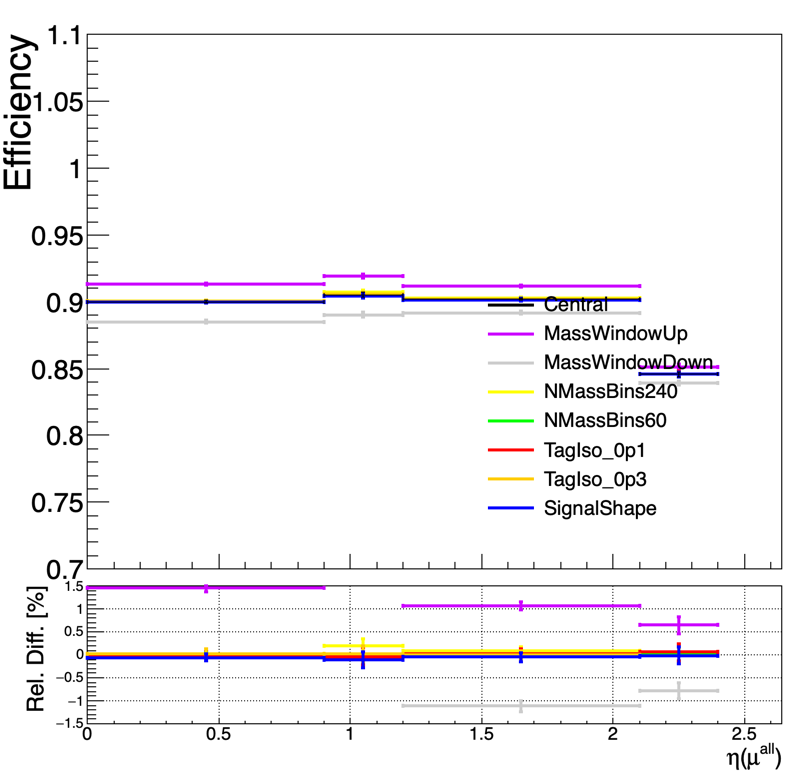 Efficiency
1.1
1.05
1
0.95
0.9
0.85
0.8
0.75
0.7
Central
MassWindowUp
MassWindowDown
NMassBins240
NMassBins60
TagIso_0p1
TagIso_0p3
SignalShape
Rel. Diff. [%]
1.5
1
0.5
0
−0.5
−1
−1.5
0 0.5 1 1.5 2 2.5
η(μ^all)